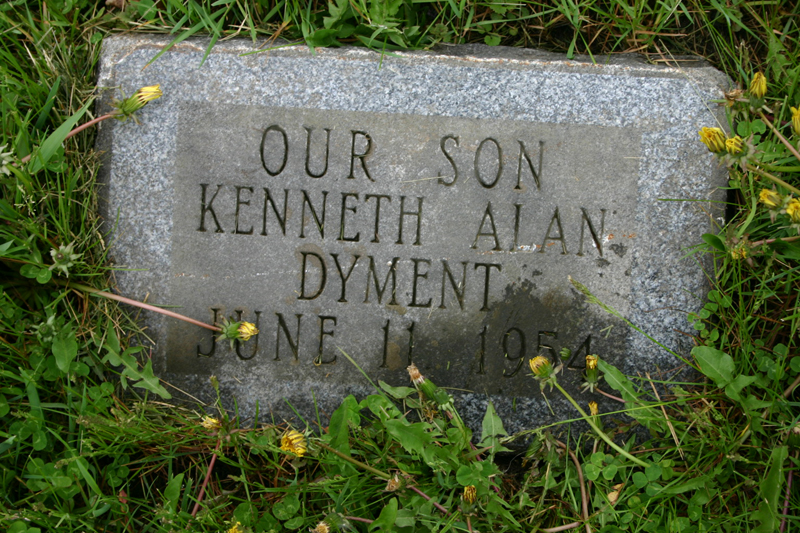 OUR SON
KENNETH ALAN
DYMENT
JUNE 11 1954